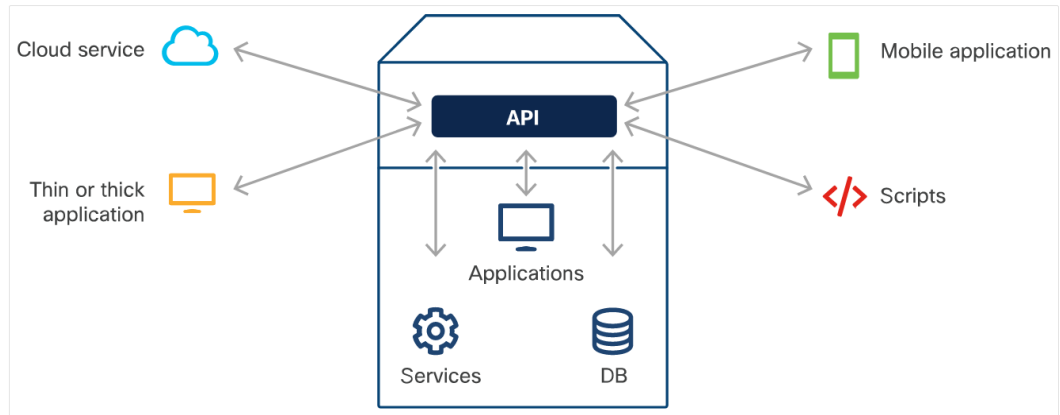 Cloud service
Mobile application
API
Thin or thick
application
Scripts
Applications
Services
DB